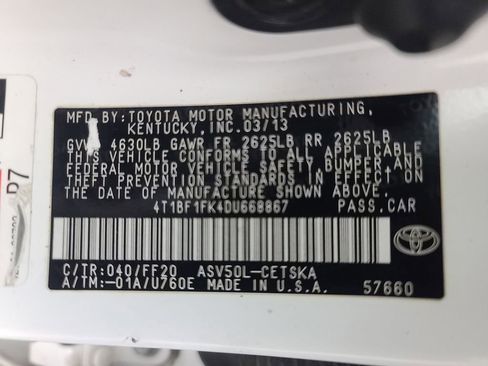 MFD. BY: TOYOTA MOTOR MANUFACTURING,
KENTUCKY, INC. 03/13
GVWR 4630LB GAWR FR 2625LB RR 2625LB
THIS VEHICLE CONFORMS TO ALL APPLICABLE
FEDERAL MOTOR VEHICLE SAFETY, BUMPER AND
THEFT PREVENTION STANDARDS IN EFFECT ON
THE DATE OF MANUFACTURE SHOWN ABOVE.
4T1BF1FK4DU668867 PASS.CAR
C/TR: 040/FF20 ASV50L-CETSKA
A/TM: -01A/U760E MADE IN U.S.A.
57660
TOYOTA